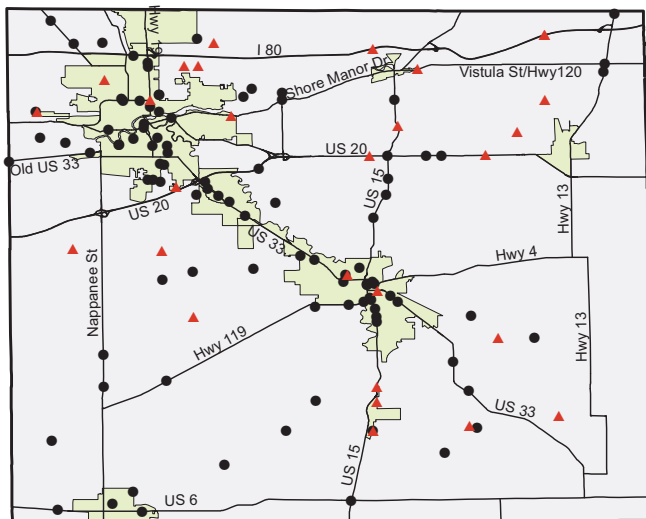 Hwy 19
I 80
Shore Manor Dr
Vistula St/Hwy120
Old US 33
US 20
US 15
US 20
Hwy 13
US 33
Hwy 4
Nappanee St
Hwy 119
Hwy 13
US 33
US 15
US 6